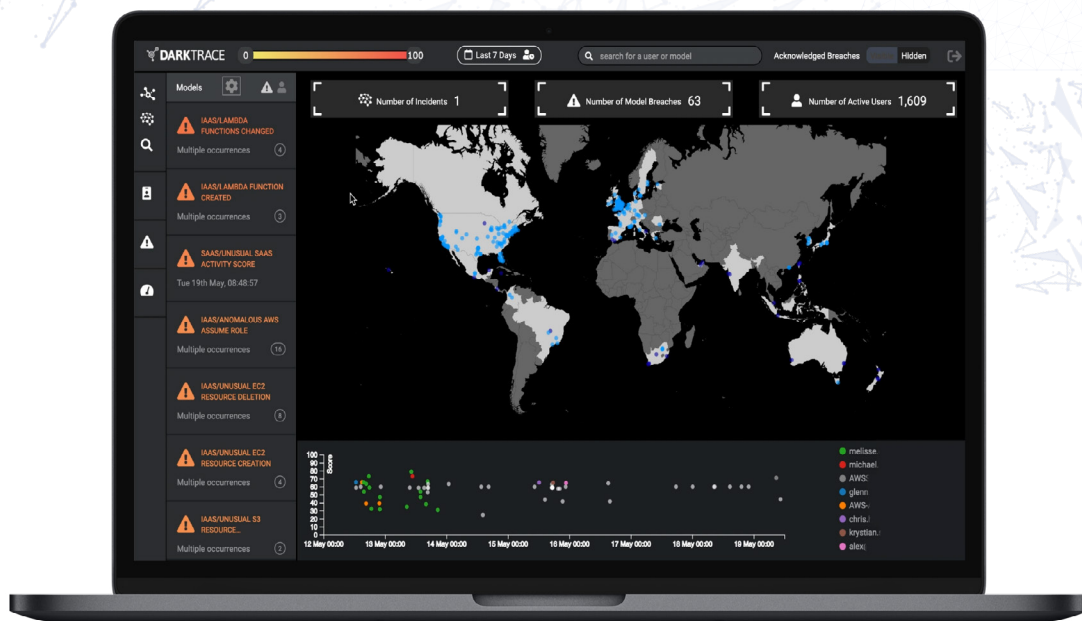 DARKTRACE
0
100
Last 7 Days
search for a user or model
Acknowledged Breaches
Hidden
Models
IAAS/LAMBDA
FUNCTIONS CHANGED
Multiple occurrences 4
IAAS/LAMBDA FUNCTION
CREATED
Multiple occurrences 3
SAAS/UNUSUAL SAAS
ACTIVITY SCORE
Tue 19th May, 08:48:57
IAAS/ANOMALOUS AWS
ASSUME ROLE
Multiple occurrences 16
IAAS/UNUSUAL EC2
RESOURCE DELETION
Multiple occurrences 6
IAAS/UNUSUAL EC2
RESOURCE CREATION
Multiple occurrences 4
IAAS/UNUSUAL S3
RESOURCE...
Multiple occurrences 2
Number of Incidents 1
Number of Model Breaches 63
Number of Active Users 1,609
Score
100
90
80
70
60
50
40
30
20
10
0
12 May 00:00
13 May 00:00
14 May 00:00
15 May 00:00
16 May 00:00
17 May 00:00
18 May 00:00
19 May 00:00
melisse
michael
AWS
glenn
AWS-
chris.
krystian.
alex